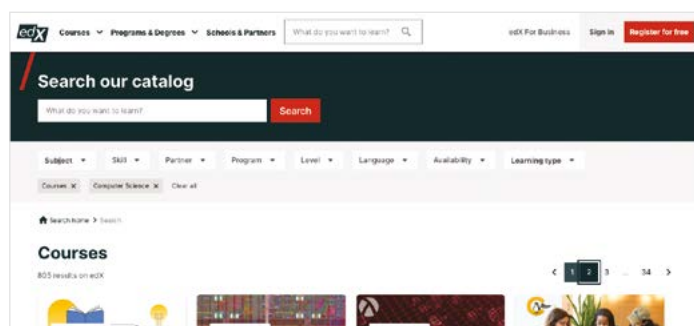 edX Courses Programs & Degrees Schools & Partners What do you want to learn? edX For Business Sign in Register for free
Search our catalog
What do you want to learn? Search
Subject Skill Partner Program Level Language Availability Learning type
Courses X Computer Science X Clear all
Search home > Search
Courses
805 results on edX
< 1 2 3 ... 34 >